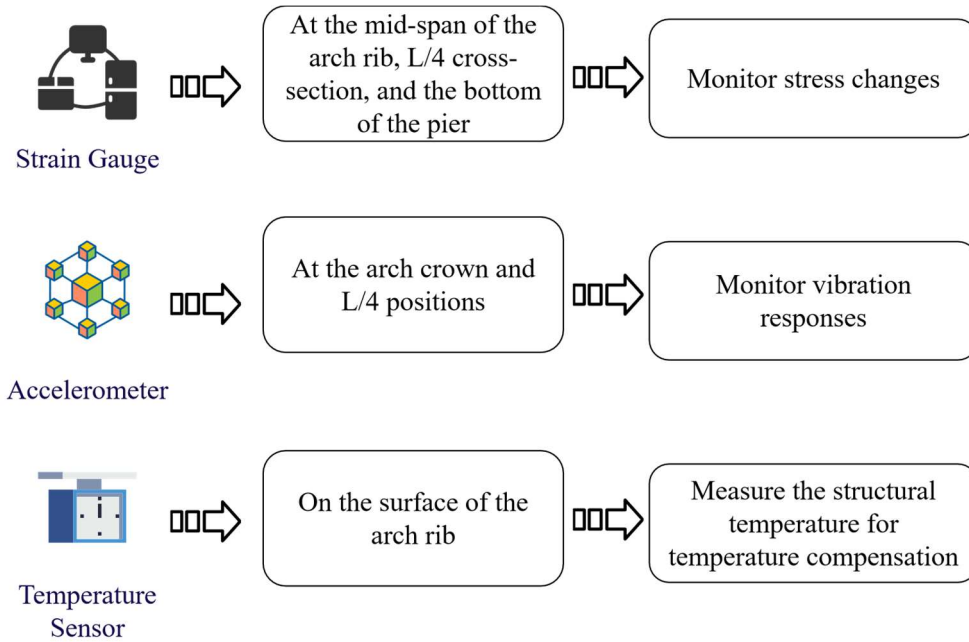 Strain Gauge
At the mid-span of the
arch rib, L/4 cross-
section, and the bottom
of the pier
Monitor stress changes
Accelerometer
At the arch crown and
L/4 positions
Monitor vibration
responses
Temperature
Sensor
On the surface of the
arch rib
Measure the structural
temperature for
temperature compensation